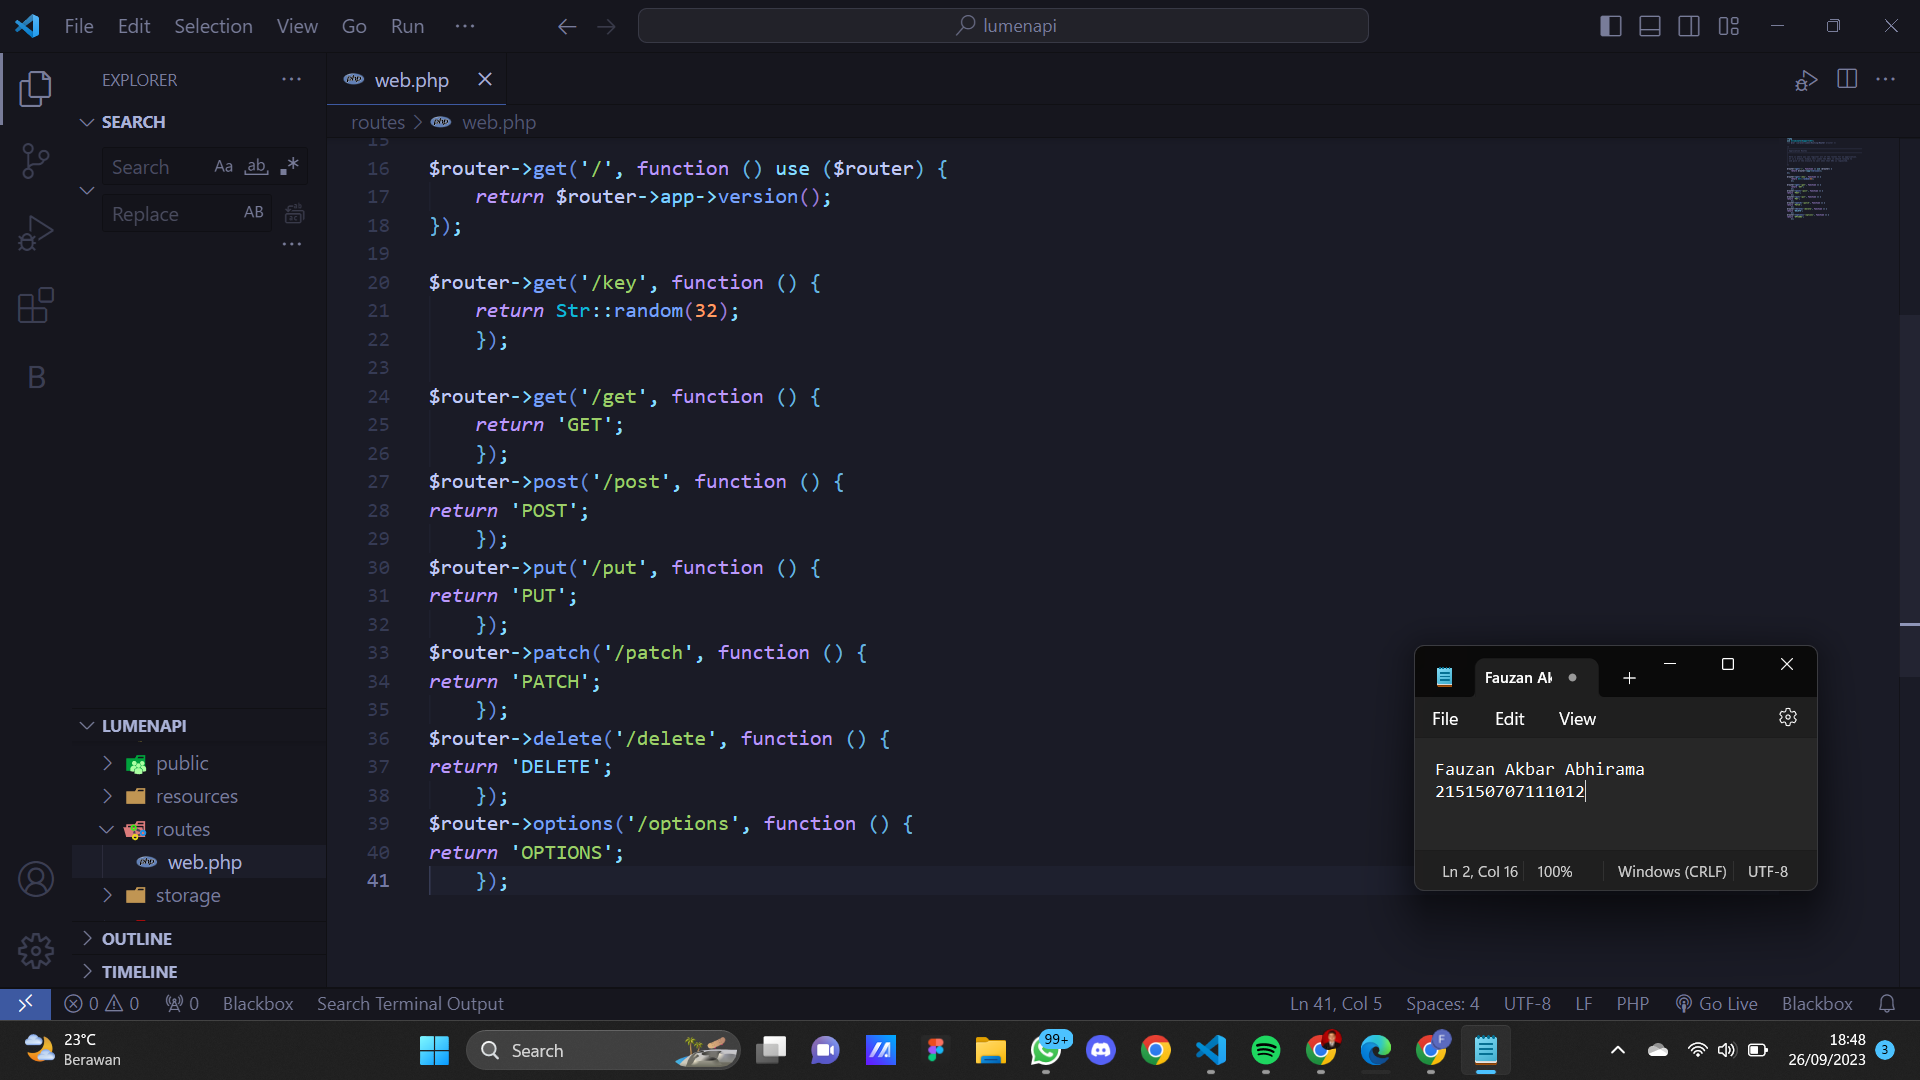 File Edit Selection View Go Run ···
lumenapi
EXPLORER
SEARCH
Search Aa ab .*
Replace AB
web.php
routes > web.php
15
16 $router->get('/', function () use ($router) {
17     return $router->app->version();
18 });
19
20 $router->get('/key', function () {
21     return Str::random(32);
22     });
23
24 $router->get('/get', function () {
25     return 'GET';
26     });
27 $router->post('/post', function () {
28 return 'POST';
29     });
30 $router->put('/put', function () {
31 return 'PUT';
32     });
33 $router->patch('/patch', function () {
34 return 'PATCH';
35     });
36 $router->delete('/delete', function () {
37 return 'DELETE';
38     });
39 $router->options('/options', function () {
40 return 'OPTIONS';
41     });
B
LUMENAPI
public
resources
routes
web.php
storage
OUTLINE
TIMELINE
Fauzan Ak
File Edit View
Fauzan Akbar Abhirama
215150707111012
Ln 2, Col 16 100% Windows (CRLF) UTF-8
0 0 0 Blackbox Search Terminal Output Ln 41, Col 5 Spaces: 4 UTF-8 LF PHP Go Live Blackbox
23°C
Berawan
Search
99+
F
18:48
26/09/2023
3